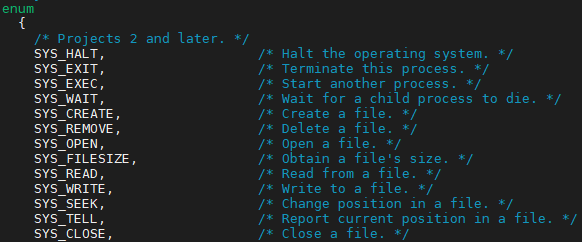 enum
{
/* Projects 2 and later. */
SYS_HALT, /* Halt the operating system. */
SYS_EXIT, /* Terminate this process. */
SYS_EXEC, /* Start another process. */
SYS_WAIT, /* Wait for a child process to die. */
SYS_CREATE, /* Create a file. */
SYS_REMOVE, /* Delete a file. */
SYS_OPEN, /* Open a file. */
SYS_FILESIZE, /* Obtain a file's size. */
SYS_READ, /* Read from a file. */
SYS_WRITE, /* Write to a file. */
SYS_SEEK, /* Change position in a file. */
SYS_TELL, /* Report current position in a file. */
SYS_CLOSE, /* Close a file. */